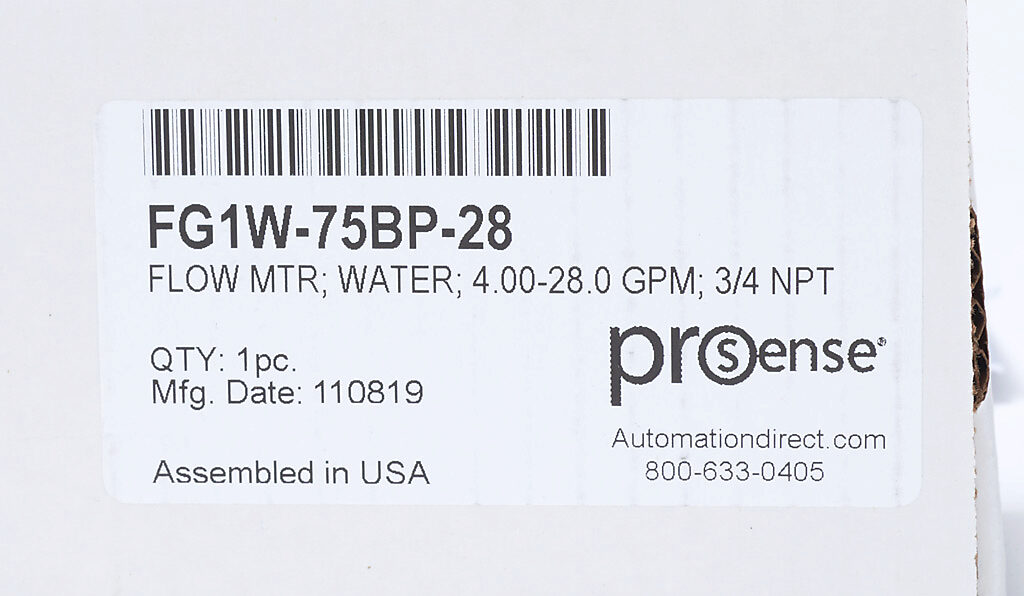 FG1W-75BP-28
FLOW MTR; WATER; 4.00-28.0 GPM; 3/4 NPT
QTY: 1pc.
Mfg. Date: 110819
prosense®
Automationdirect.com
800-633-0405
Assembled in USA